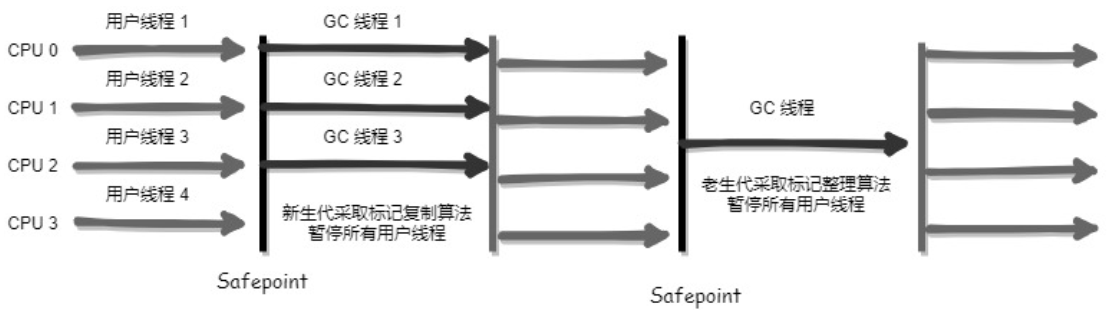 用户线程 1
GC 线程 1
CPU 0
用户线程 2
GC 线程 2
CPU 1
GC 线程
用户线程 3
GC 线程 3
CPU 2
用户线程 4
老生代采取标记整理算法
暂停所有用户线程
CPU 3
新生代采取标记复制算法
暂停所有用户线程
Safepoint
Safepoint